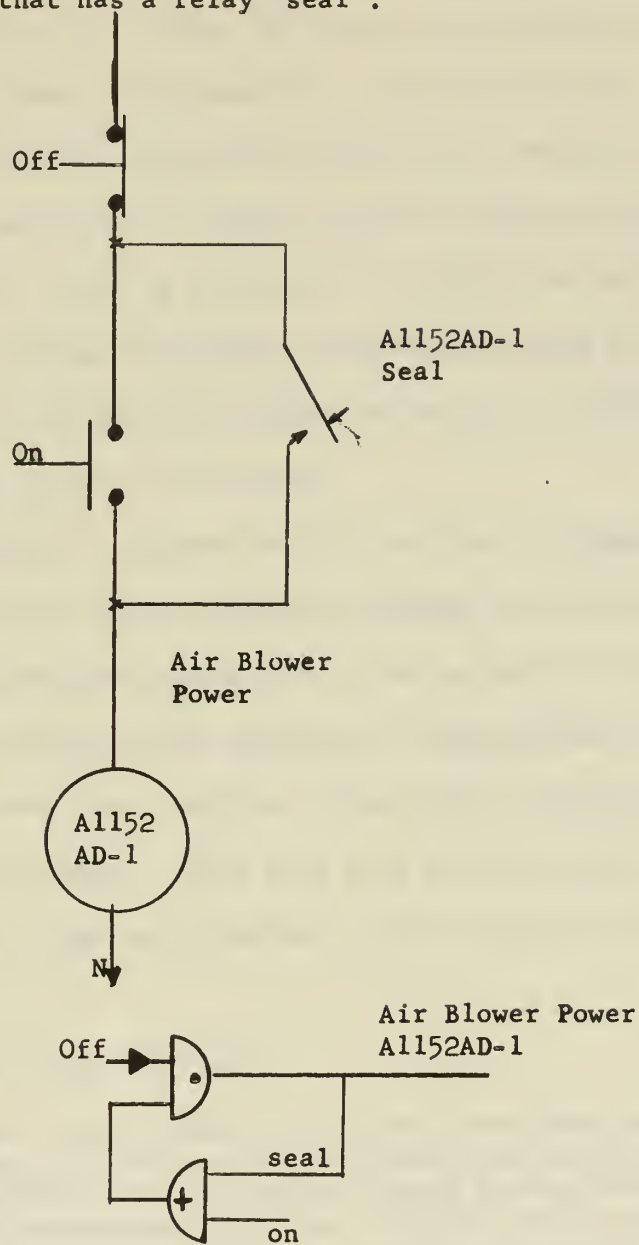 that has a relay "seal".
Off
A1152AD-1
Seal
On
Air Blower
Power
A1152
AD-1
N
Air Blower Power
A1152AD-1
Off
•
seal
+
on